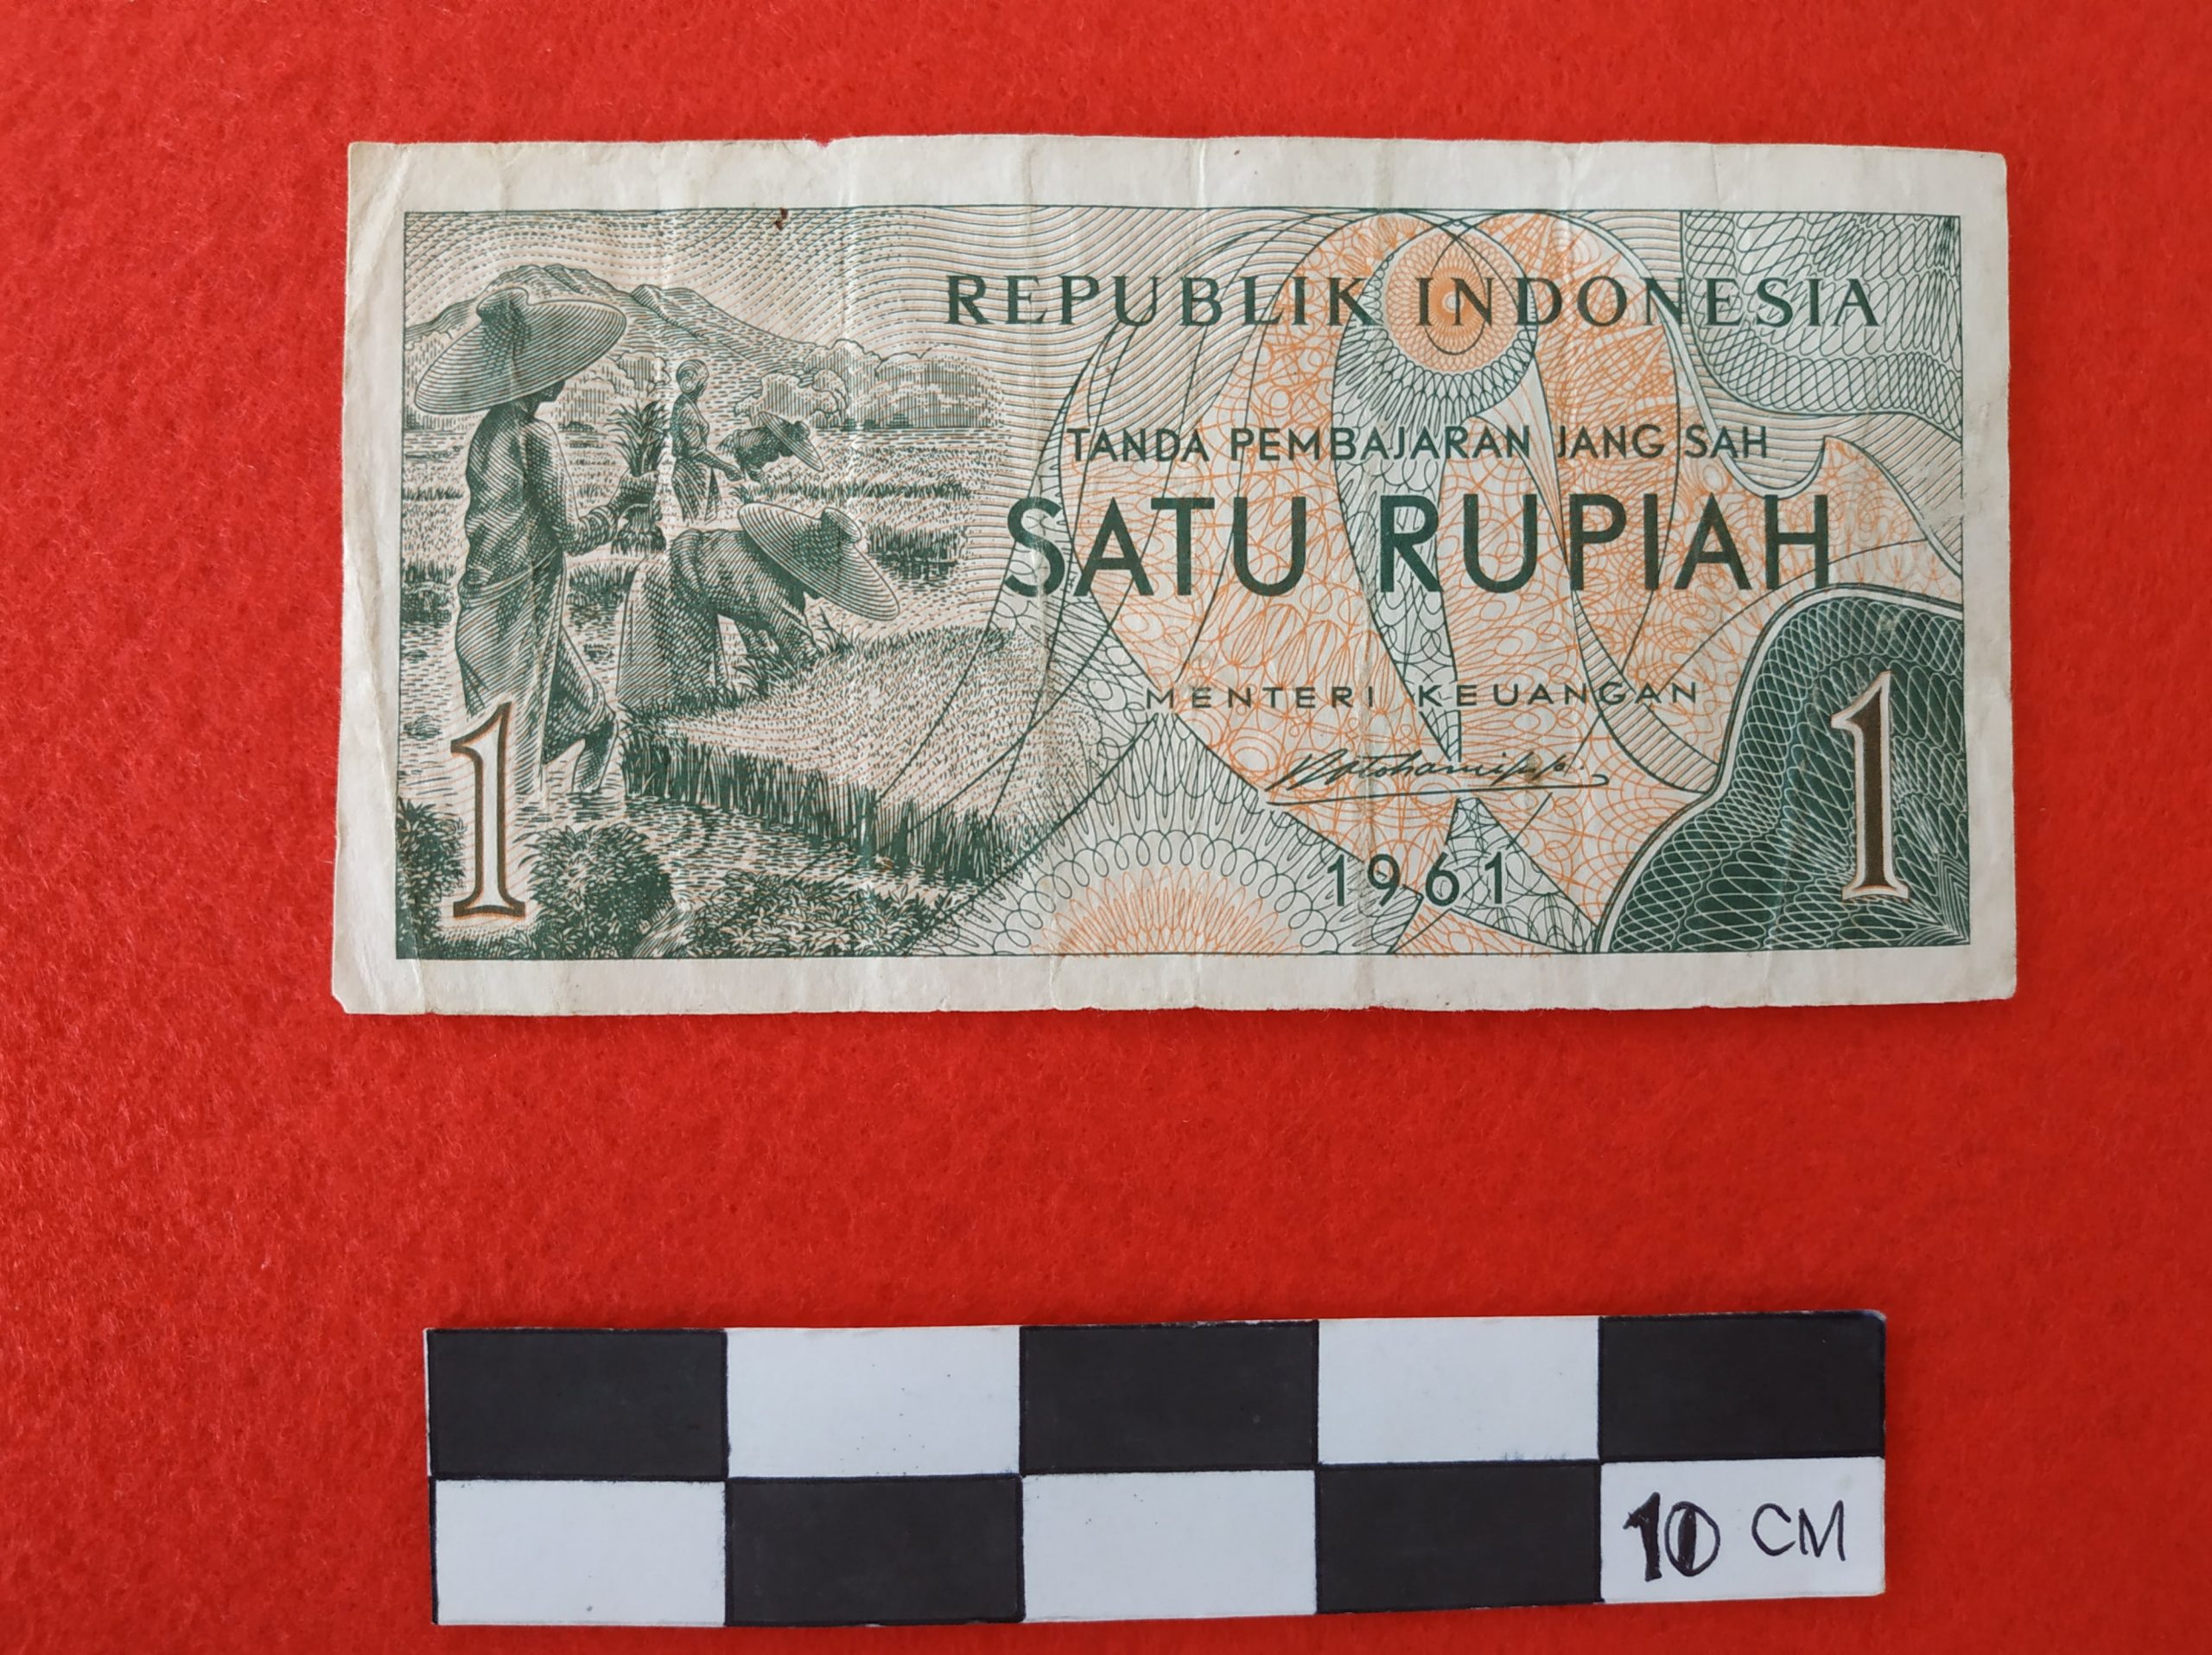 REPUBLIK INDONESIA
TANDA PEMBAJARAN JANG SAH
SATU RUPIAH
MENTERI KEUANGAN
1961
1
1
10 CM